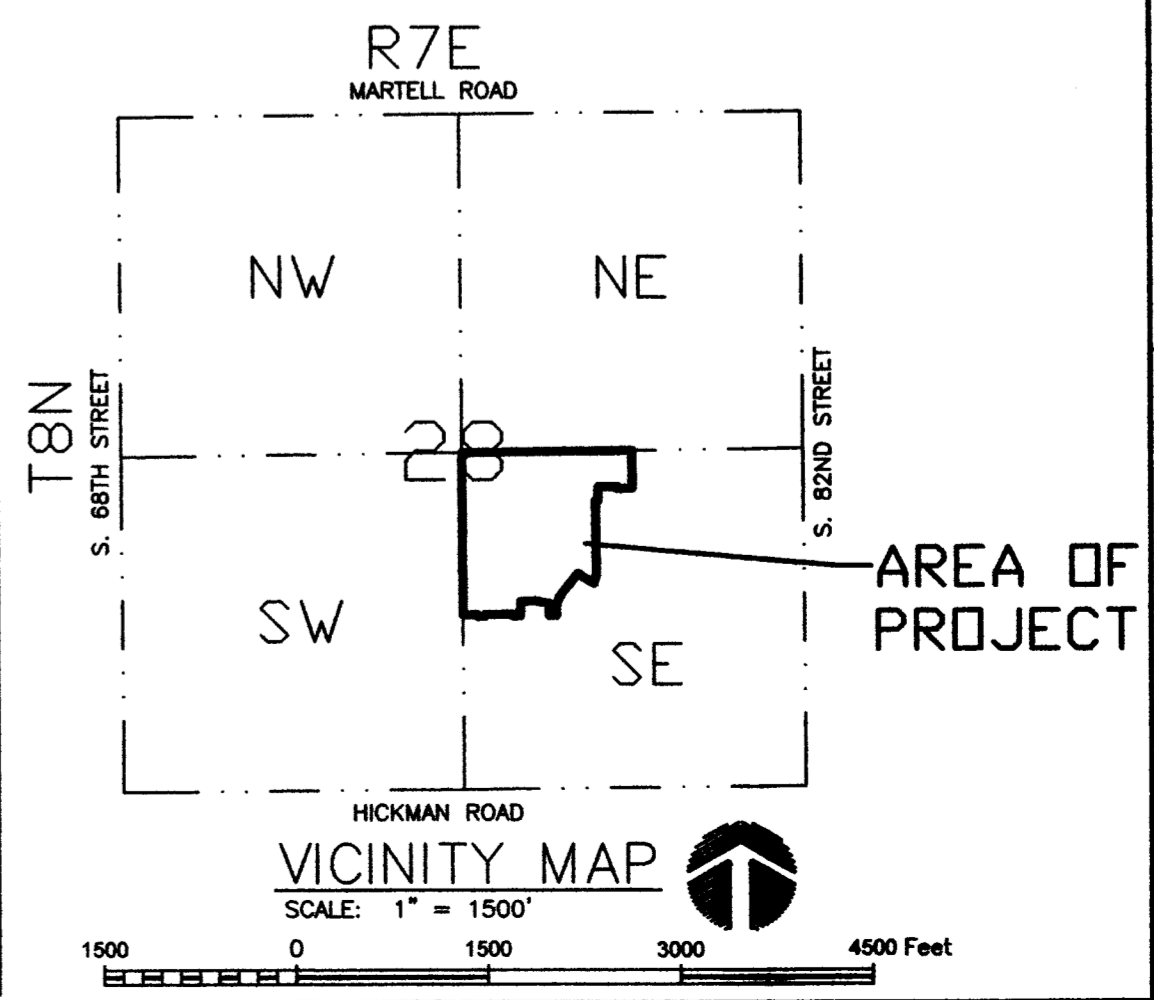 R7E
MARTELL ROAD
NW
NE
T8N
S. 68TH STREET
28
S. 82ND STREET
AREA OF
PROJECT
SW
SE
HICKMAN ROAD
VICINITY MAP
SCALE: 1" = 1500'
1500 0 1500 3000 4500 Feet